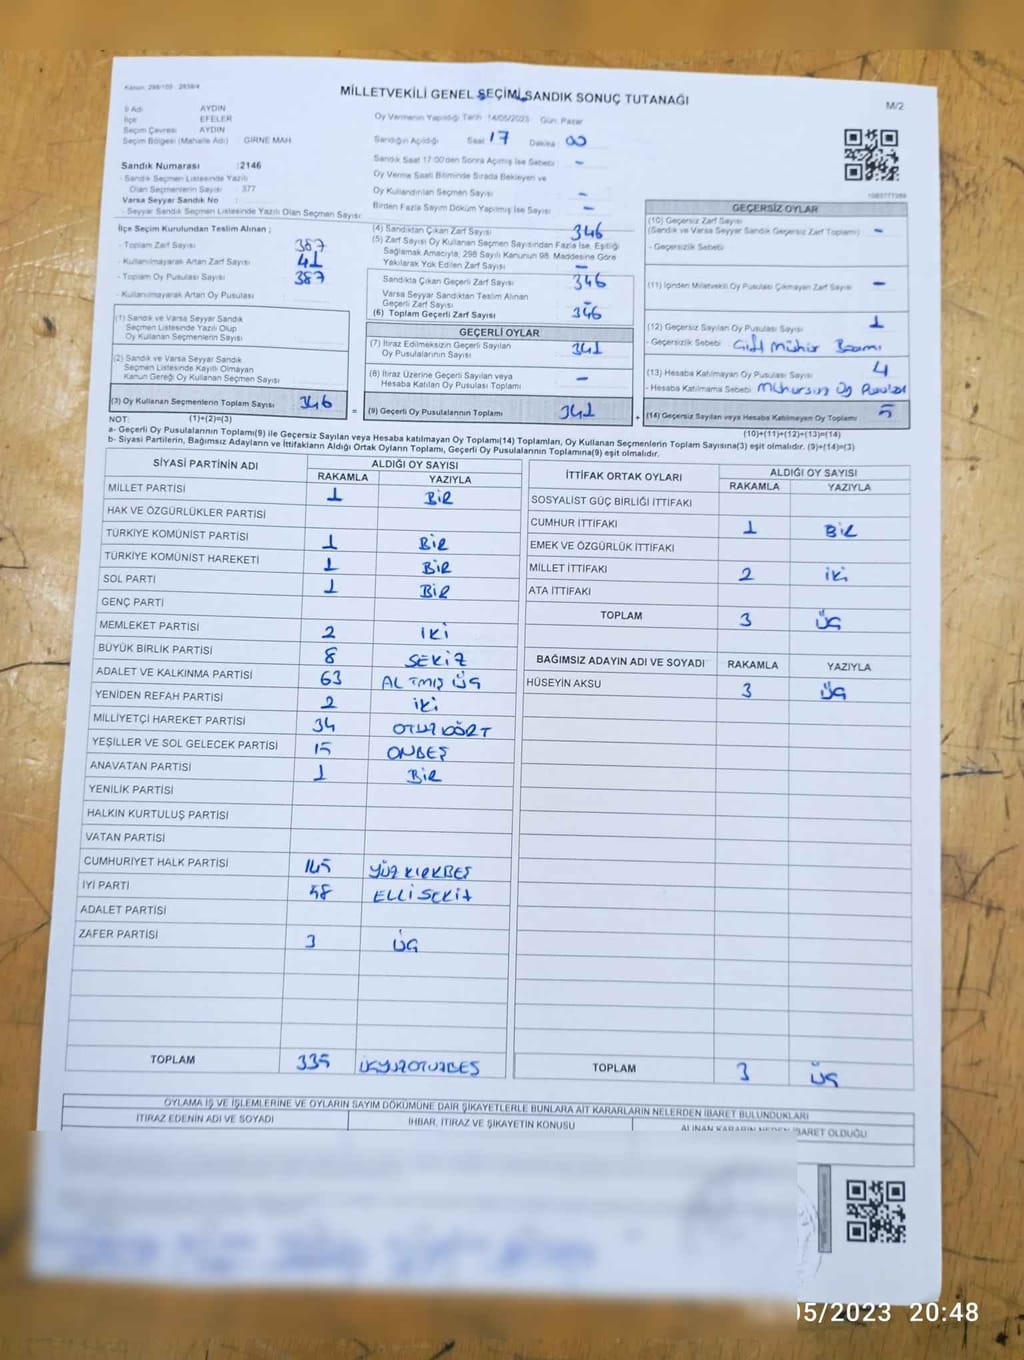 Kanun: 298/105 : 2839/4
MİLLETVEKİLİ GENEL SEÇİMİ SANDIK SONUÇ TUTANAĞI
M/2
İl Adı AYDIN
İlçe EFELER
Seçim Çevresi AYDIN
Seçim Bölgesi (Mahalle Adı) GİRNE MAH
Oy Vermenin Yapıldığı Tarih 14/05/2023 Gün: Pazar
Sandığın Açıldığı Saat 17 Dakika 00
Sandık Saat 17:00'den Sonra Açılmış İse Sebebi : -
Oy Verme Saati Bitiminde Sırada Bekleyen ve
Oy Kullandırılan Seçmen Sayısı : -
Birden Fazla Sayım Döküm Yapılmış İse Sayısı : -
Sandık Numarası :2146
- Sandık Seçmen Listesinde Yazılı
Olan Seçmenlerin Sayısı : 377
Varsa Seyyar Sandık No :
- Seyyar Sandık Seçmen Listesinde Yazılı Olan Seçmen Sayısı:
İlçe Seçim Kurulundan Teslim Alınan ;
- Toplam Zarf Sayısı : 387
- Kullanılmayarak Artan Zarf Sayısı : 41
- Toplam Oy Pusulası Sayısı : 387
- Kullanılmayarak Artan Oy Pusulası :
(1) Sandık ve Varsa Seyyar Sandık
Seçmen Listesinde Yazılı Olup
Oy Kullanan Seçmenlerin Sayısı :
(2) Sandık ve Varsa Seyyar Sandık
Seçmen Listesinde Kayıtlı Olmayan
Kanun Gereği Oy Kullanan Seçmen Sayısı :
(3) Oy Kullanan Seçmenlerin Toplam Sayısı : 346
(1)+(2)=(3)
(4) Sandıktan Çıkan Zarf Sayısı : 346
(5) Zarf Sayısı Oy Kullanan Seçmen Sayısından Fazla İse, Eşitliği
Sağlamak Amacıyla, 298 Sayılı Kanunun 98. Maddesine Göre
Yakılarak Yok Edilen Zarf Sayısı : -
Sandıkta Çıkan Geçerli Zarf Sayısı : 346
Varsa Seyyar Sandıktan Teslim Alınan
Geçerli Zarf Sayısı : -
(6) Toplam Geçerli Zarf Sayısı : 346
GEÇERLİ OYLAR
(7) İtiraz Edilmeksizin Geçerli Sayılan
Oy Pusulalarının Sayısı : 341
(8) İtiraz Üzerine Geçerli Sayılan veya
Hesaba Katılan Oy Pusulası Toplamı : -
= (9) Geçerli Oy Pusulalarının Toplamı : 341 +
GEÇERSİZ OYLAR
(10) Geçersiz Zarf Sayısı
(Sandık ve Varsa Seyyar Sandık Geçersiz Zarf Toplamı) : -
- Geçersizlik Sebebi :
(11) İçinden Milletvekili Oy Pusulası Çıkmayan Zarf Sayısı : -
(12) Geçersiz Sayılan Oy Pusulası Sayısı : 1
- Geçersizlik Sebebi : Çift Mühür Basımı
(13) Hesaba Katılmayan Oy Pusulası Sayısı : 4
- Hesaba Katılmama Sebebi : Mühürsüz Oy Pusulası
(14) Geçersiz Sayılan veya Hesaba Katılmayan Oy Toplamı : 5
(10)+(11)+(12)+(13)=(14)
NOT:
a- Geçerli Oy Pusulalarının Toplamı(9) ile Geçersiz Sayılan veya Hesaba katılmayan Oy Toplamı(14) Toplamları, Oy Kullanan Seçmenlerin Toplam Sayısına(3) eşit olmalıdır. (9)+(14)=(3)
b- Siyasi Partilerin, Bağımsız Adayların ve İttifakların Aldığı Ortak Oyların Toplamı, Geçerli Oy Pusulalarının Toplamına(9) eşit olmalıdır.
SİYASİ PARTİNİN ADI ALDIĞI OY SAYISI
RAKAMLA YAZIYLA
MİLLET PARTİSİ 1 BİR
HAK VE ÖZGÜRLÜKLER PARTİSİ
TÜRKİYE KOMÜNİST PARTİSİ 1 BİR
TÜRKİYE KOMÜNİST HAREKETİ 1 BİR
SOL PARTİ 1 BİR
GENÇ PARTİ
MEMLEKET PARTİSİ 2 İKİ
BÜYÜK BİRLİK PARTİSİ 8 SEKİZ
ADALET VE KALKINMA PARTİSİ 63 ALTMIŞ ÜÇ
YENİDEN REFAH PARTİSİ 2 İKİ
MİLLİYETÇİ HAREKET PARTİSİ 34 OTUZ DÖRT
YEŞİLLER VE SOL GELECEK PARTİSİ 15 ONBEŞ
ANAVATAN PARTİSİ 1 BİR
YENİLİK PARTİSİ
HALKIN KURTULUŞ PARTİSİ
VATAN PARTİSİ
CUMHURİYET HALK PARTİSİ 145 YÜZ KIRKBEŞ
İYİ PARTİ 58 ELLİ SEKİZ
ADALET PARTİSİ
ZAFER PARTİSİ 3 ÜÇ
TOPLAM 335 ÜÇYÜZOTUZBEŞ
İTTİFAK ORTAK OYLARI ALDIĞI OY SAYISI
RAKAMLA YAZIYLA
SOSYALİST GÜÇ BİRLİĞİ İTTİFAKI
CUMHUR İTTİFAKI 1 BİR
EMEK VE ÖZGÜRLÜK İTTİFAKI
MİLLET İTTİFAKI 2 İKİ
ATA İTTİFAKI
TOPLAM 3 ÜÇ
BAĞIMSIZ ADAYIN ADI VE SOYADI RAKAMLA YAZIYLA
HÜSEYİN AKSU 3 ÜÇ
TOPLAM 3 ÜÇ
OYLAMA İŞ VE İŞLEMLERİNE VE OYLARIN SAYIM DÖKÜMÜNE DAİR ŞİKAYETLERLE BUNLARA AİT KARARLARIN NELERDEN İBARET BULUNDUKLARI
İTİRAZ EDENİN ADI VE SOYADI İHBAR, İTİRAZ VE ŞİKAYETİN KONUSU ALINAN KARARIN NEDEN İBARET OLDUĞU
05/2023 20:48